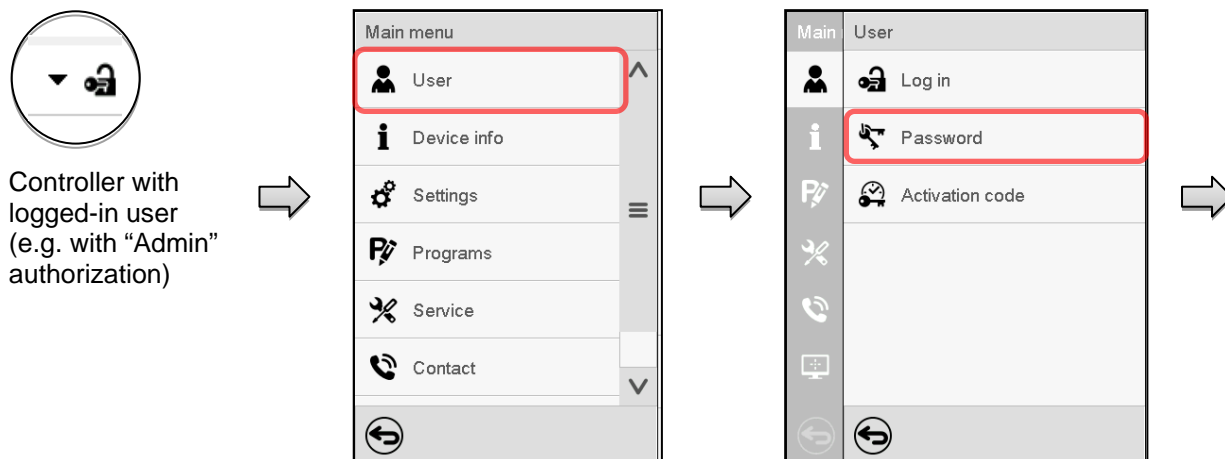 Controller with
logged-in user
(e.g. with “Admin”
authorization)
Main menu
User
Device info
Settings
Programs
Service
Contact
Main
User
Log in
Password
Activation code